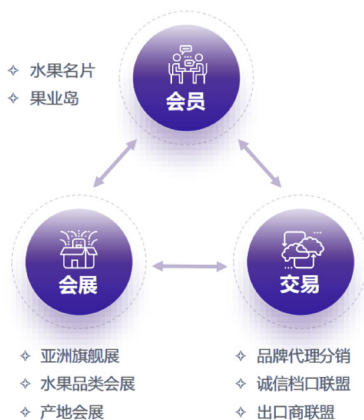 水果名片
果业岛
会员
会展
交易
亚洲旗舰展
水果品类会展
产地会展
品牌代理分销
诚信档口联盟
出口商联盟